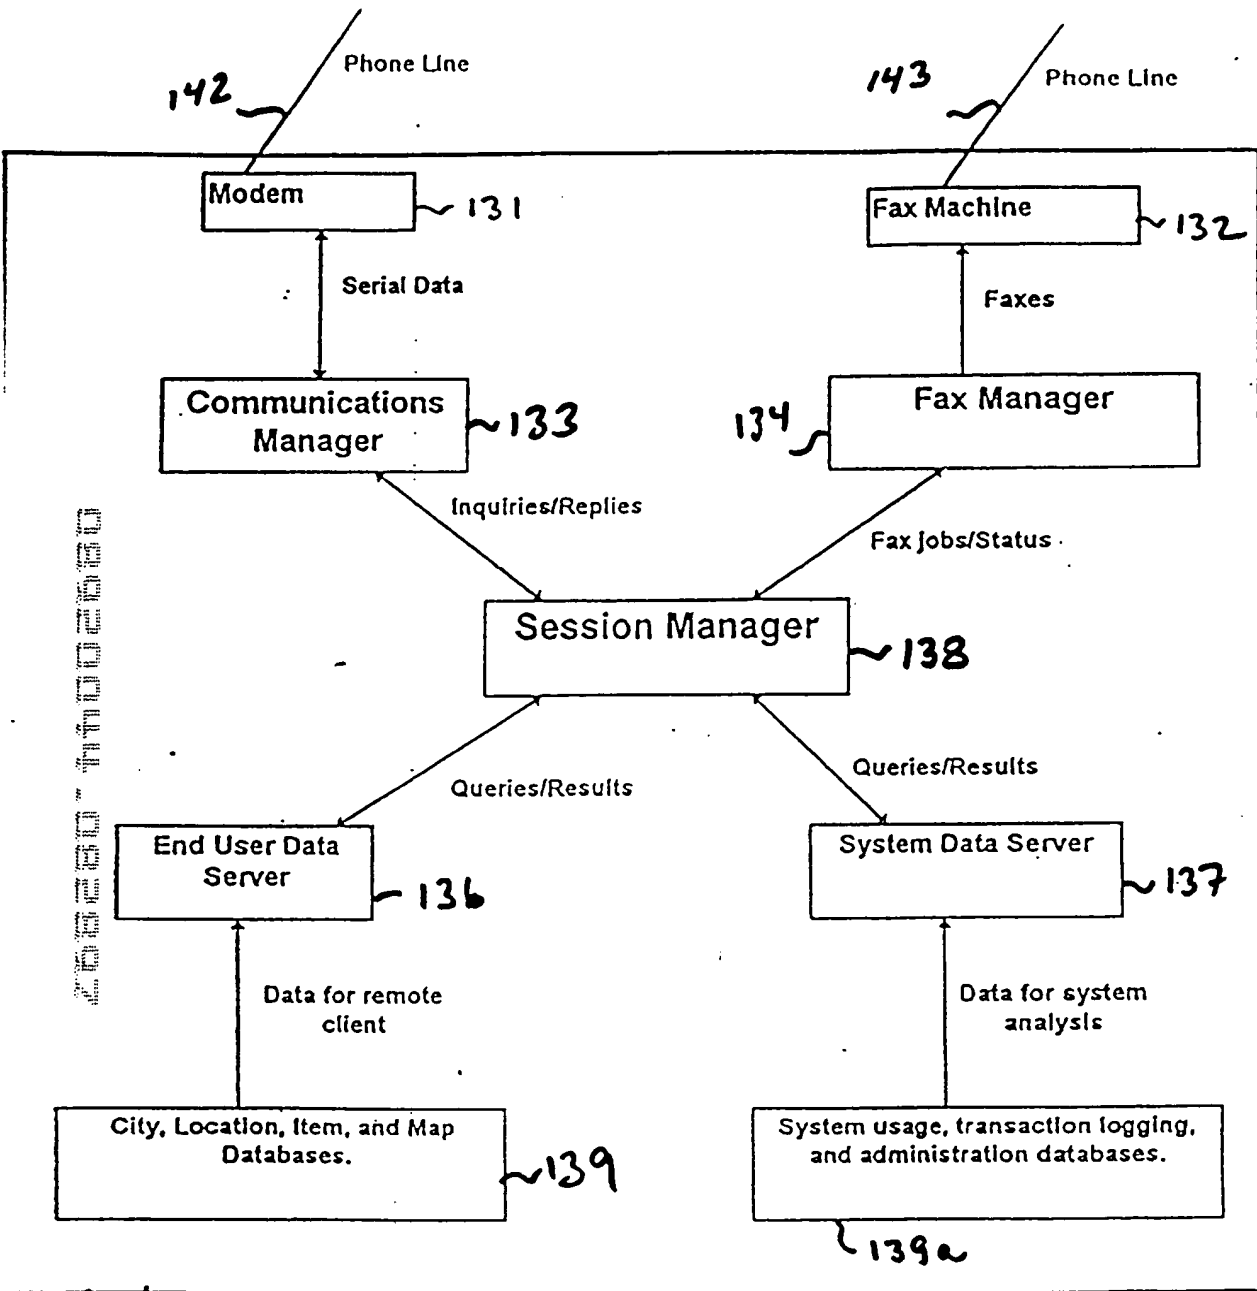 Phone Line
142
Phone Line
143
Modem
131
Fax Machine
132
Serial Data
Faxes
Communications
Manager
133
Fax Manager
134
Inquiries/Replies
Fax jobs/Status
Session Manager
138
Queries/Results
Queries/Results
End User Data
Server
136
System Data Server
137
Data for remote
client
Data for system
analysis
City, Location, Item, and Map
Databases.
139
System usage, transaction logging,
and administration databases.
139a